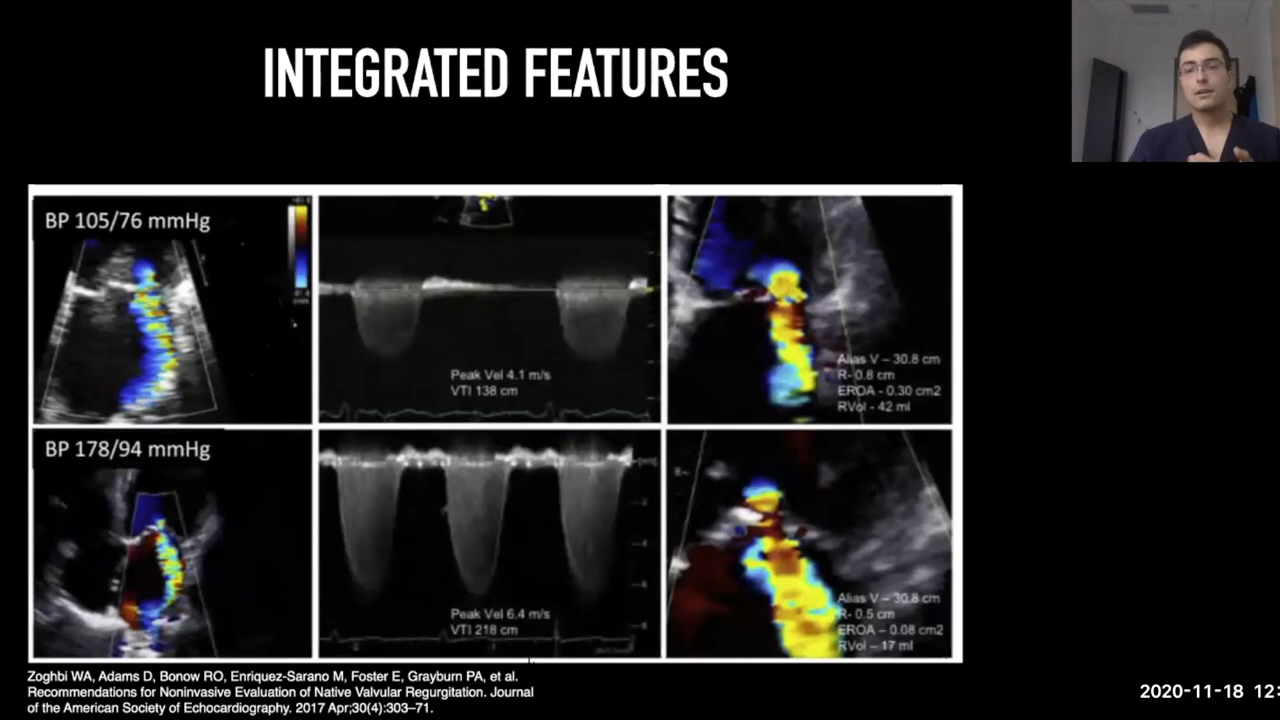 INTEGRATED FEATURES
BP 105/76 mmHg
Peak Vel 4.1 m/s
VTI 138 cm
Alias V – 30.8 cm
R- 0.8 cm
EROA - 0.30 cm2
RVol - 42 ml
BP 178/94 mmHg
Peak Vel 6.4 m/s
VTI 218 cm
Alias V – 30.8 cm
R- 0.5 cm
EROA – 0.08 cm2
RVol – 17 ml
Zoghbi WA, Adams D, Bonow RO, Enriquez-Sarano M, Foster E, Grayburn PA, et al.
Recommendations for Noninvasive Evaluation of Native Valvular Regurgitation. Journal
of the American Society of Echocardiography. 2017 Apr;30(4):303–71.
2020-11-18 12: